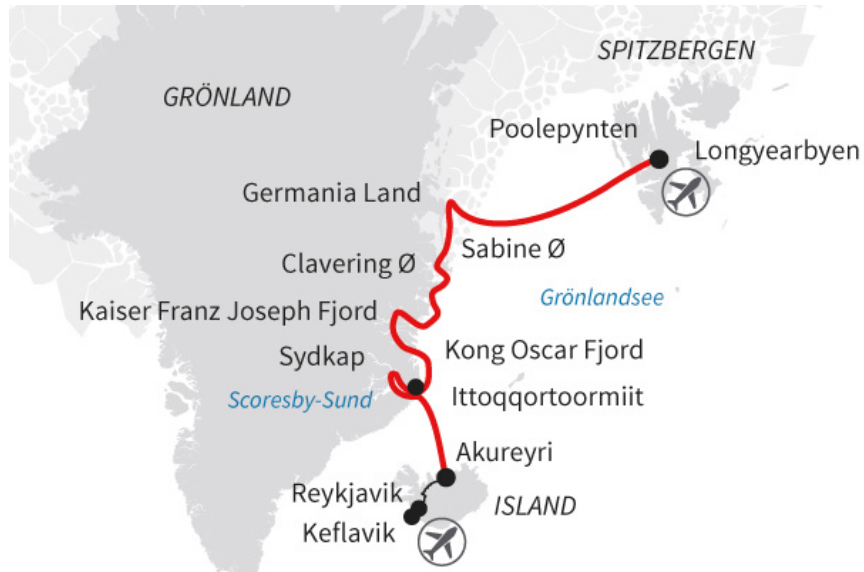 SPITZBERGEN
GRÖNLAND
Poolepynten
Longyearbyen
Germania Land
Sabine Ø
Clavering Ø
Grönlandsee
Kaiser Franz Joseph Fjord
Kong Oscar Fjord
Sydkap
Scoresby-Sund
Ittoqqortoormiit
Akureyri
Reykjavik
ISLAND
Keflavik